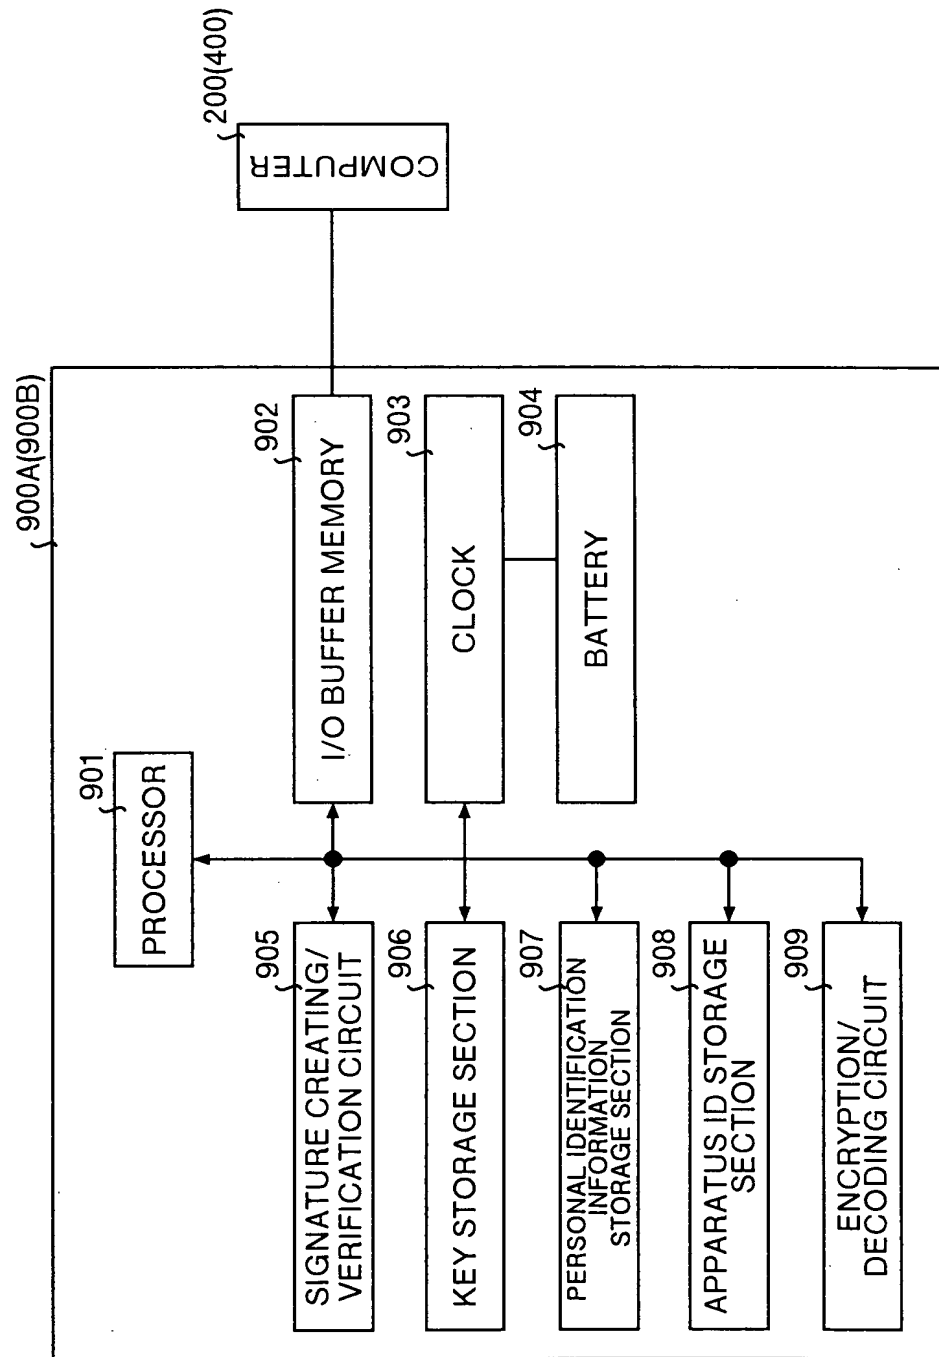 900A(900B)
901
PROCESSOR
905
SIGNATURE CREATING/
VERIFICATION CIRCUIT
902
I/O BUFFER MEMORY
200(400)
COMPUTER
906
KEY STORAGE SECTION
903
CLOCK
907
PERSONAL IDENTIFICATION
INFORMATION
STORAGE SECTION
904
BATTERY
908
APPARATUS ID STORAGE
SECTION
909
ENCRYPTION/
DECODING CIRCUIT